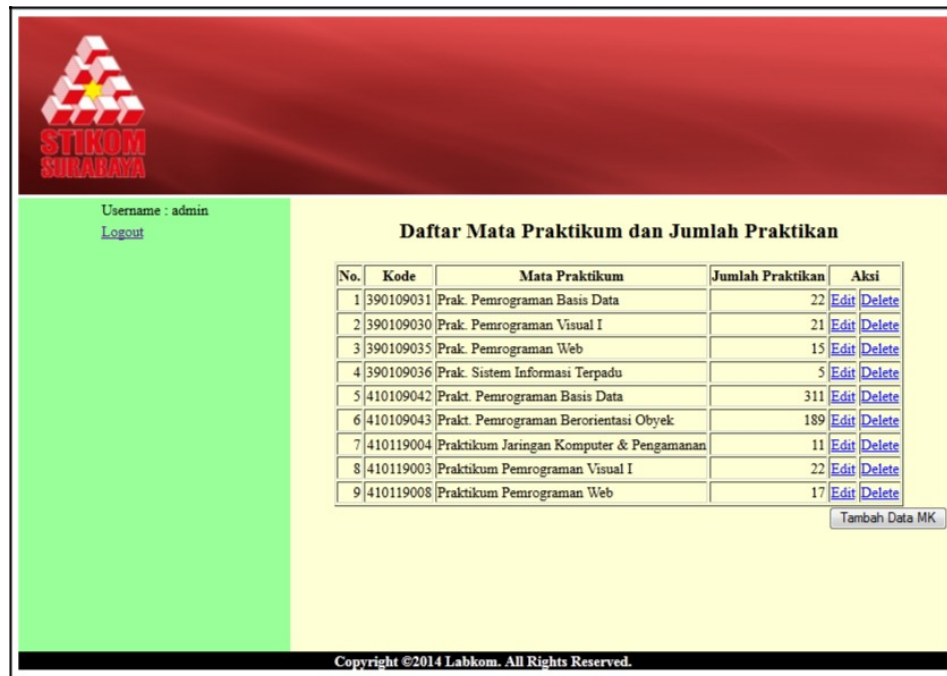 STIKOM
SURABAYA
Username : admin
Logout
Daftar Mata Praktikum dan Jumlah Praktikan
No. Kode Mata Praktikum Jumlah Praktikan Aksi
1 390109031 Prak. Pemrograman Basis Data 22 Edit Delete
2 390109030 Prak. Pemrograman Visual I 21 Edit Delete
3 390109035 Prak. Pemrograman Web 15 Edit Delete
4 390109036 Prak. Sistem Informasi Terpadu 5 Edit Delete
5 410109042 Prakt. Pemrograman Basis Data 311 Edit Delete
6 410109043 Prakt. Pemrograman Berorientasi Obyek 189 Edit Delete
7 410119004 Praktikum Jaringan Komputer & Pengamanan 11 Edit Delete
8 410119003 Praktikum Pemrograman Visual I 22 Edit Delete
9 410119008 Praktikum Pemrograman Web 17 Edit Delete
Tambah Data MK
Copyright ©2014 Labkom. All Rights Reserved.